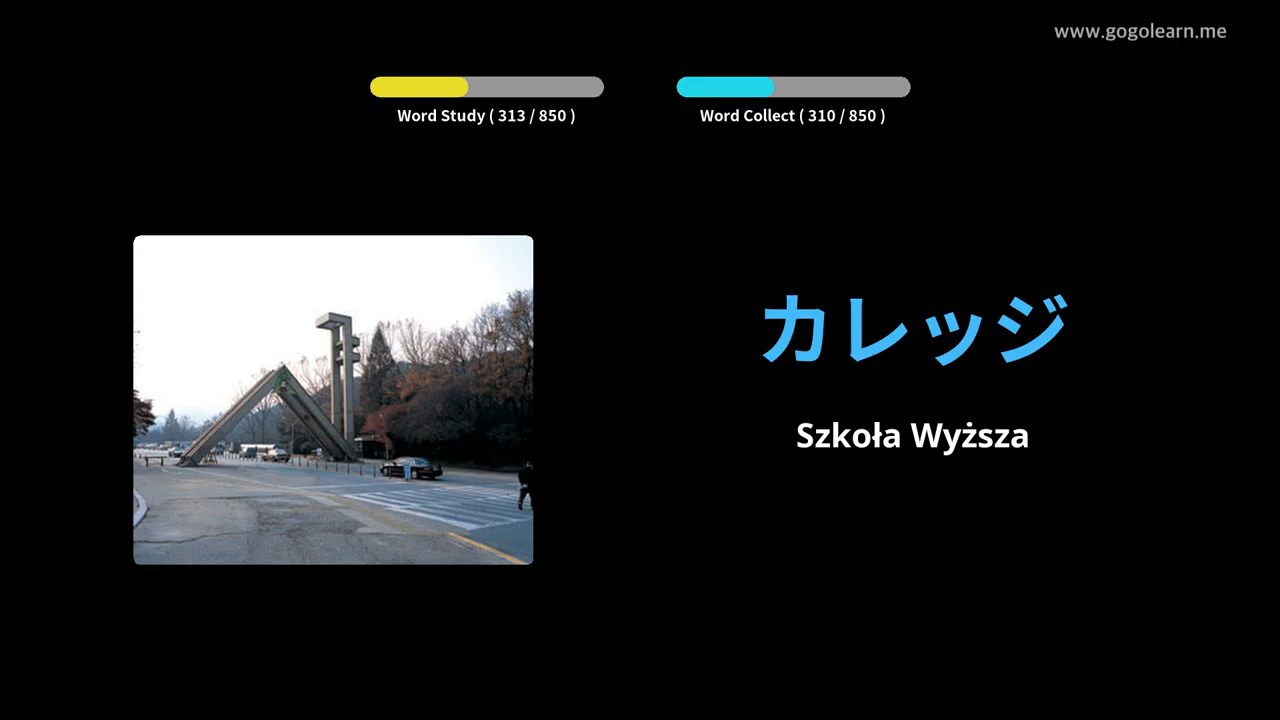 www.gogolearn.me
Word Study ( 313 / 850 )
Word Collect ( 310 / 850 )
カレッジ
Szkoła Wyższa